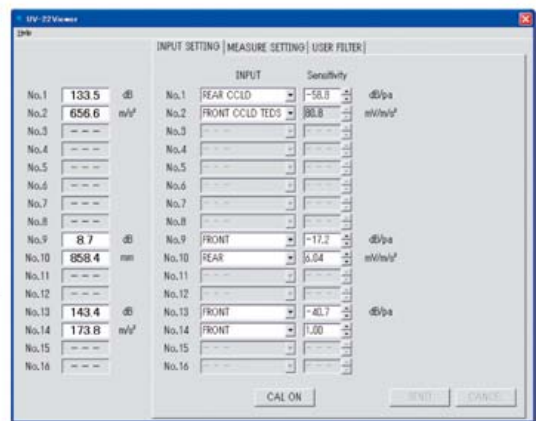 UV-22Viewer
INPUT SETTING MEASURE SETTING USER FILTER
INPUT Sensitivity
No.1 133.5 dB No.1 REAR CCLD -58.8 dB/pa
No.2 656.6 m/s² No.2 FRONT CCLD TEDS 80.8 mV/m/s²
No.3 --- No.3 --- ---
No.4 --- No.4 --- ---
No.5 --- No.5 --- ---
No.6 --- No.6 --- ---
No.7 --- No.7 --- ---
No.8 --- No.8 --- ---
No.9 8.7 dB No.9 FRONT -17.2 dB/pa
No.10 858.4 mm No.10 REAR 6.04 mV/m/s²
No.11 --- No.11 --- ---
No.12 --- No.12 --- ---
No.13 143.4 dB No.13 FRONT -40.7 dB/pa
No.14 173.8 m/s² No.14 FRONT 1.00
No.15 --- No.15 --- ---
No.16 --- No.16 --- ---
CAL ON SEND CANCEL